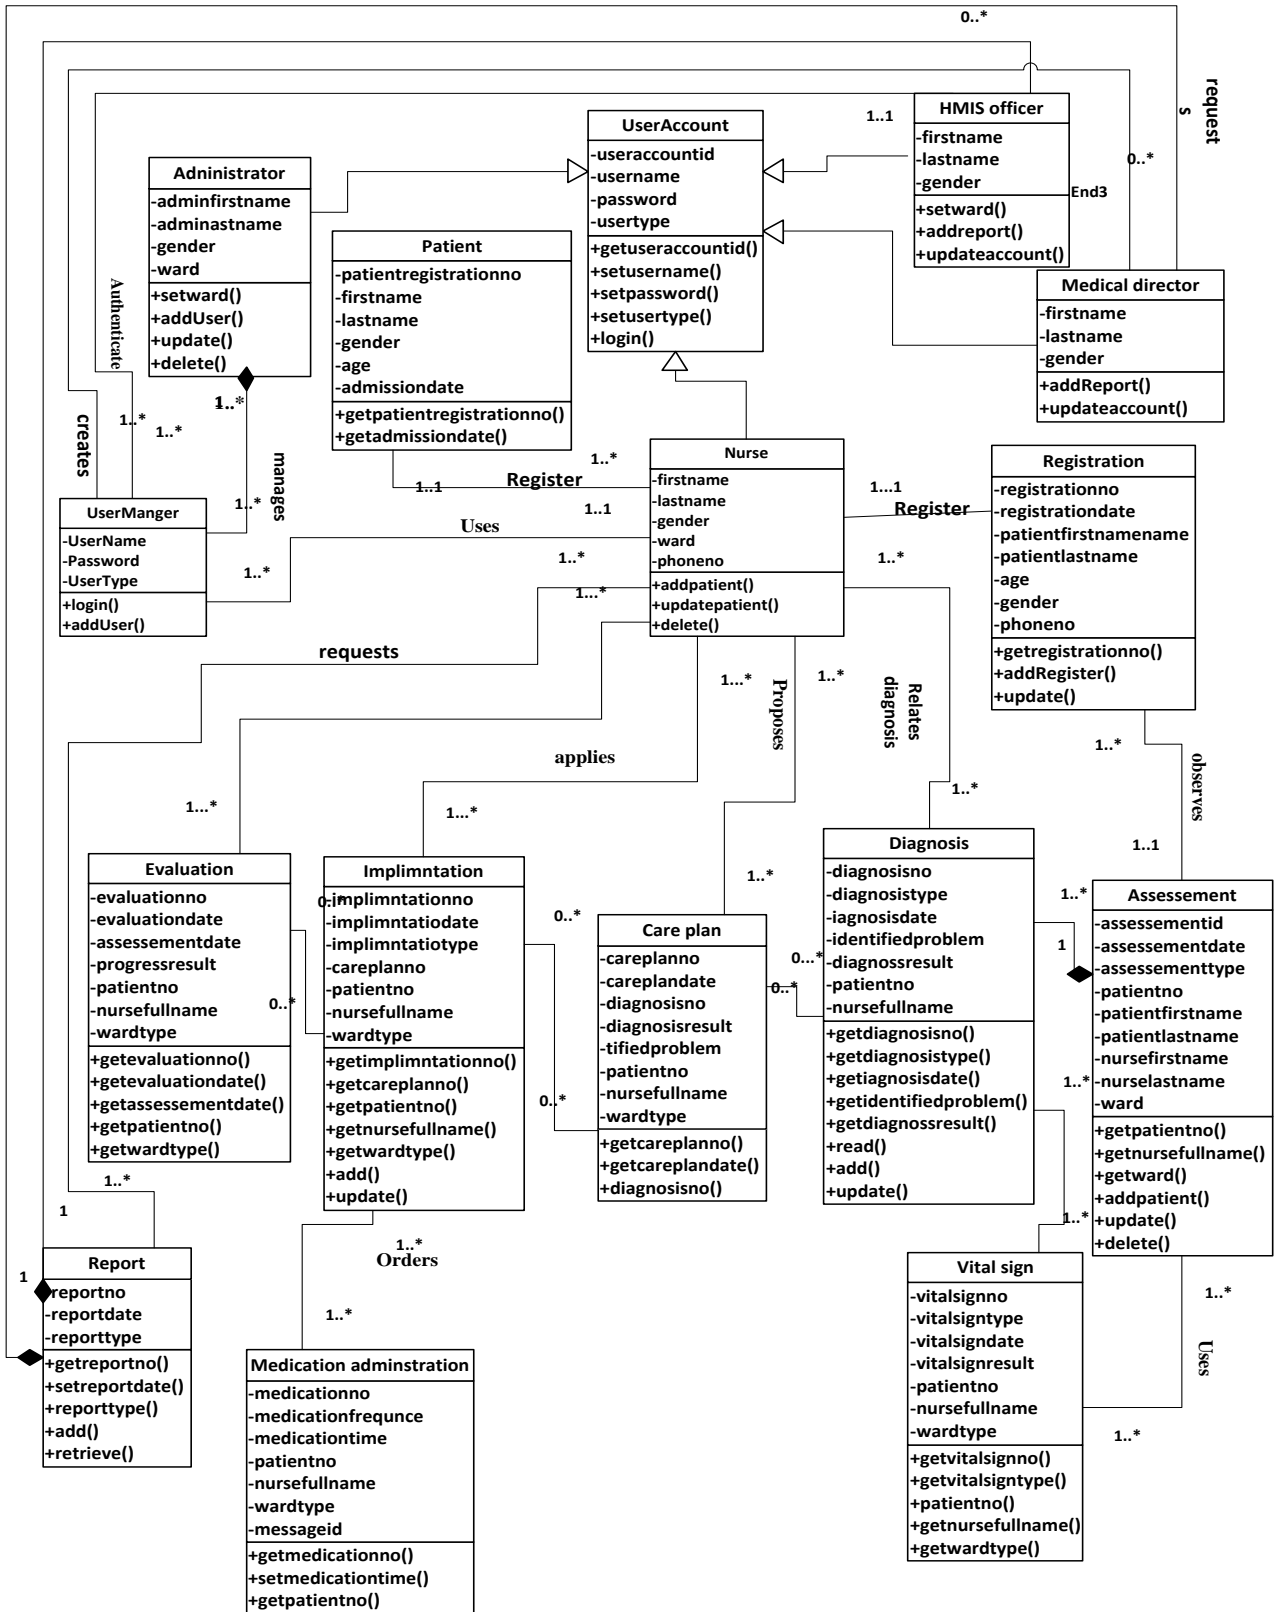 0..*
request
s
HMIS officer
-firstname
-lastname
-gender
+setward()
+addreport()
+updateaccount()
1..1
0..*
End3
UserAccount
-useraccountid
-username
-password
-usertype
+getuseraccountid()
+setusername()
+setpassword()
+setusertype()
+login()
Adninistrator
-adminfirstname
-adminastname
-gender
-ward
+setward()
+addUser()
+update()
+delete()
Patient
-patientregistrationno
-firstname
-lastname
-gender
-age
-admissiondate
+getpatientregistrationno()
+getadmissiondate()
Medical director
-firstname
-lastname
-gender
+addReport()
+updateaccount()
Authenticate
creates
1..*
1..*
1..*
manages
1..*
UserManger
-UserName
-Password
-UserType
+login()
+addUser()
1..*
Uses
1..1
Register
1..*
1..1
Nurse
-firstname
-lastname
-gender
-ward
-phoneno
+addpatient()
+updatepatient()
+delete()
1...1
Register
Registration
-registrationno
-registrationdate
-patientfirstnamename
-patientlastname
-age
-gender
-phoneno
+getregistrationno()
+addRegister()
+update()
1..*
1...*
1..*
requests
1...*
Proposes
1..*
Relates
diagnosis
1..*
observes
applies
1...*
1...*
1..*
1..1
Evaluation
-evaluationno
-evaluationdate
-assessementdate
-progressresult
-patientno
-nursefullname
-wardtype
+getevaluationno()
+getevaluationdate()
+getassessementdate()
+getpatientno()
+getwardtype()
0..*
0..*
Implimntation
-implimntationno
-implimntatiodate
-implimntatiotype
-careplanno
-patientno
-nursefullname
-wardtype
+getimplimntationno()
+getcareplanno()
+getpatientno()
+getnursefullname()
+getwardtype()
+add()
+update()
0..*
0..*
1..*
Care plan
-careplanno
-careplandate
-diagnosisno
-diagnosisresult
-tifiedproblem
-patientno
-nursefullname
-wardtype
+getcareplanno()
+getcareplandate()
+diagnosisno()
0...*
0..*
Diagnosis
-diagnosisno
-diagnosistype
-iagnosisdate
-identifiedproblem
-diagnossresult
-patientno
-nursefullname
+getdiagnosisno()
+getdiagnosistype()
+getiagnosisdate()
+getidentifiedproblem()
+getdiagnossresult()
+read()
+add()
+update()
1..*
1
1..*
1..*
Assessement
-assessementid
-assessementdate
-assessementtype
-patientno
-patientfirstname
-patientlastname
-nursefirstname
-nurselastname
-ward
+getpatientno()
+getnursefullname()
+getward()
+addpatient()
+update()
+delete()
1..*
1
1
Report
-reportno
-reportdate
-reporttype
+getreportno()
+setreportdate()
+reporttype()
+add()
+retrieve()
1..*
Orders
1..*
Medication adminstration
-medicationno
-medicationfrequnce
-medicationtime
-patientno
-nursefullname
-wardtype
-messageid
+getmedicationno()
+setmedicationtime()
+getpatientno()
Vital sign
-vitalsignno
-vitalsigntype
-vitalsigndate
-vitalsignresult
-patientno
-nursefullname
-wardtype
+getvitalsignno()
+getvitalsigntype()
+patientno()
+getnursefullname()
+getwardtype()
1..*
Uses
1..*